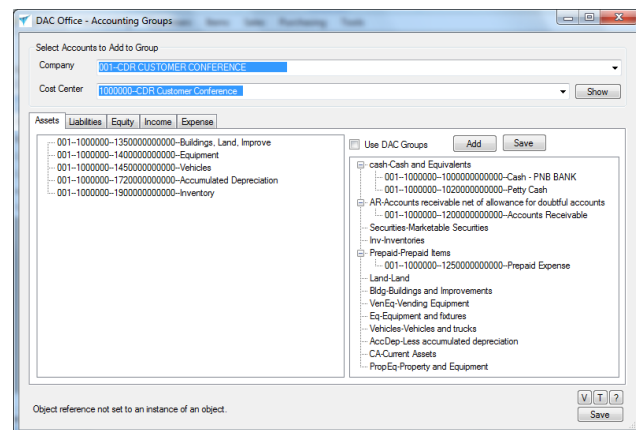 DAC Office - Accounting Groups
Items Sales Purchasing Tools
Select Accounts to Add to Group
Company 001--CDR CUSTOMER CONFERENCE
Cost Center 1000000--CDR Customer Conference Show
Assets Liabilities Equity Income Expense
001--1000000--1350000000000--Buildings, Land, Improve
001--1000000--1400000000000--Equipment
001--1000000--1450000000000--Vehicles
001--1000000--1720000000000--Accumulated Depreciation
001--1000000--1900000000000--Inventory
Use DAC Groups Add Save
cash-Cash and Equivalents
001--1000000--1000000000000--Cash - PNB BANK
001--1000000--1020000000000--Petty Cash
AR-Accounts receivable net of allowance for doubtful accounts
001--1000000--1200000000000--Accounts Receivable
Securities-Marketable Securities
Inv-Inventories
Prepaid-Prepaid Items
001--1000000--1250000000000--Prepaid Expense
Land-Land
Bldg-Buildings and Improvements
VenEq-Vending Equipment
Eq-Equipment and fixtures
Vehicles-Vehicles and trucks
AccDep-Less accumulated depreciation
CA-Current Assets
PropEq-Property and Equipment
V T ?
Object reference not set to an instance of an object.
Save